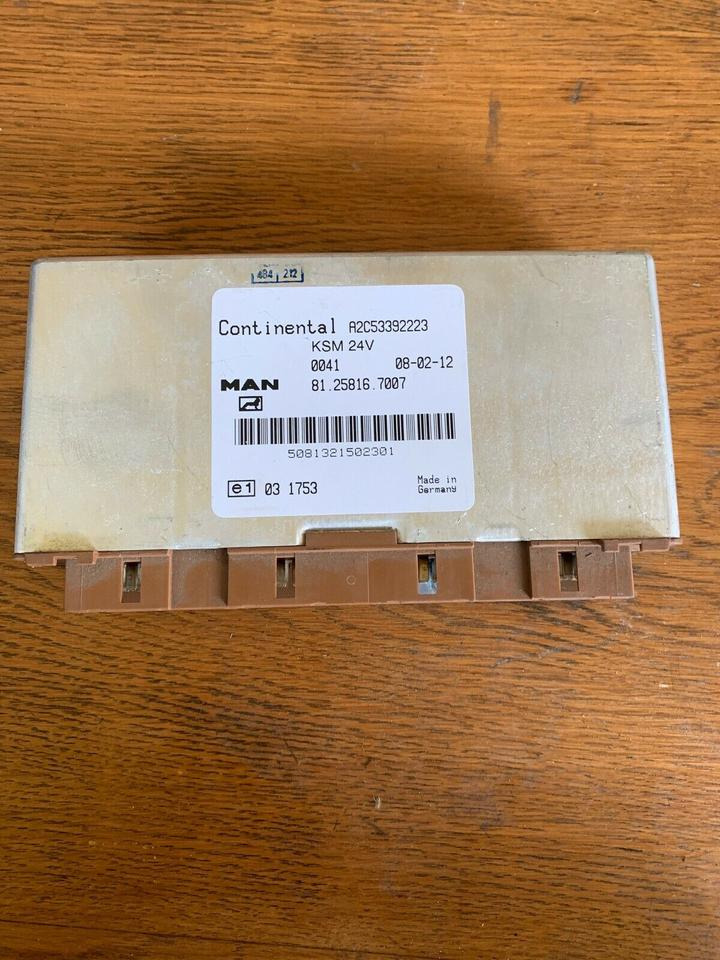 484 212
Continental A2C53392223
KSM 24V
0041 08-02-12
MAN 81.25816.7007
5081321502301
e1 03 1753
Made in
Germany